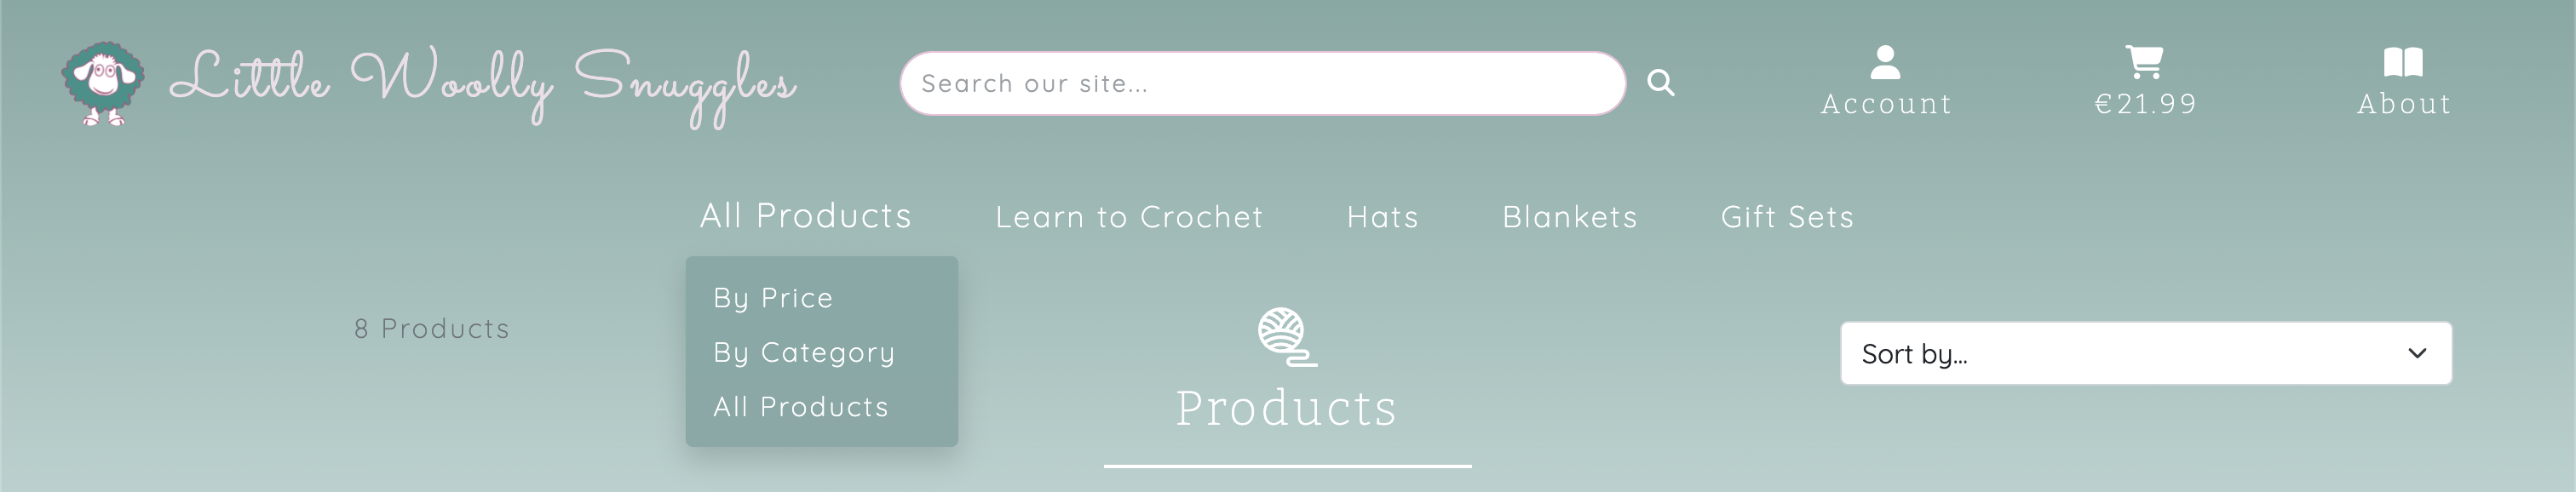 Little Woolly Snuggles
Search our site...
Account
€21.99
About
All Products
Learn to Crochet
Hats
Blankets
Gift Sets
By Price
By Category
All Products
8 Products
Products
Sort by...